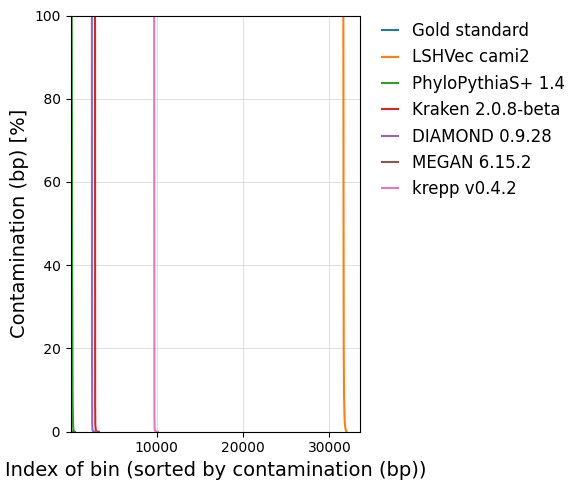 100
80
60
40
20
0
Contamination (bp) [%]
10000 20000 30000
Index of bin (sorted by contamination (bp))
Gold standard
LSHVec cami2
PhyloPythiaS+ 1.4
Kraken 2.0.8-beta
DIAMOND 0.9.28
MEGAN 6.15.2
krepp v0.4.2